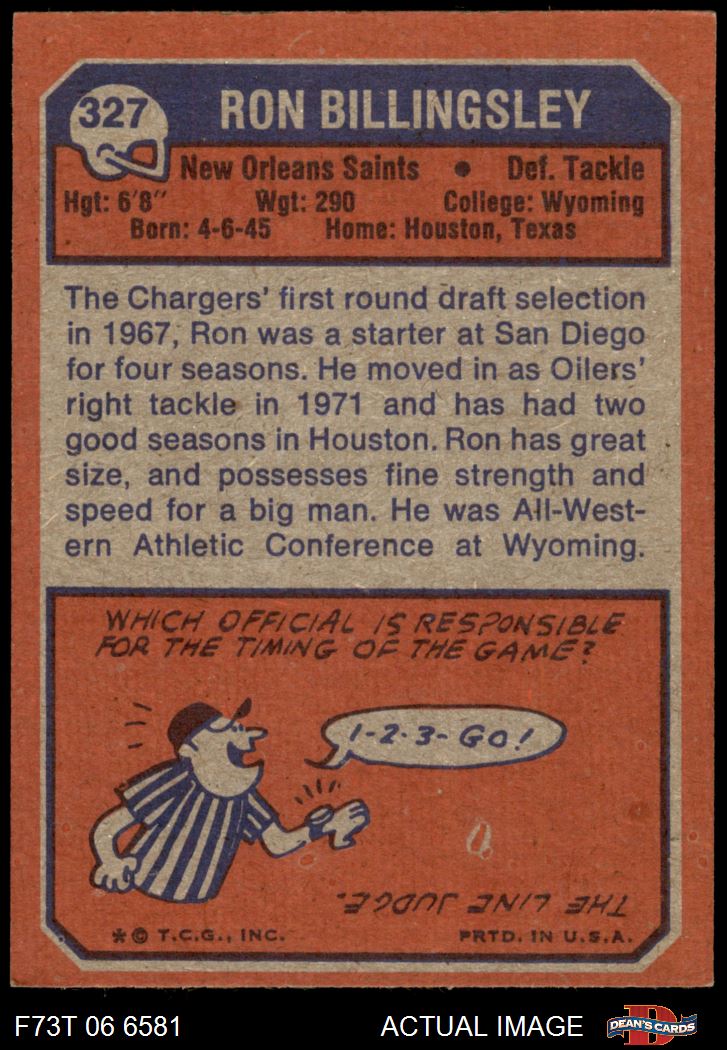 327
RON BILLINGSLEY
New Orleans Saints • Def. Tackle
Hgt: 6'8" Wgt: 290 College: Wyoming
Born: 4-6-45 Home: Houston, Texas
The Chargers' first round draft selection
in 1967, Ron was a starter at San Diego
for four seasons. He moved in as Oilers'
right tackle in 1971 and has had two
good seasons in Houston. Ron has great
size, and possesses fine strength and
speed for a big man. He was All-West-
ern Athletic Conference at Wyoming.
WHICH OFFICIAL IS RESPONSIBLE
FOR THE TIMING OF THE GAME?
1-2-3-GO!
THE LINE JUDGE.
* © T.C.G., INC. PRTD. IN U.S.A.
F73T 06 6581 ACTUAL IMAGE
D
DEAN'S CARDS